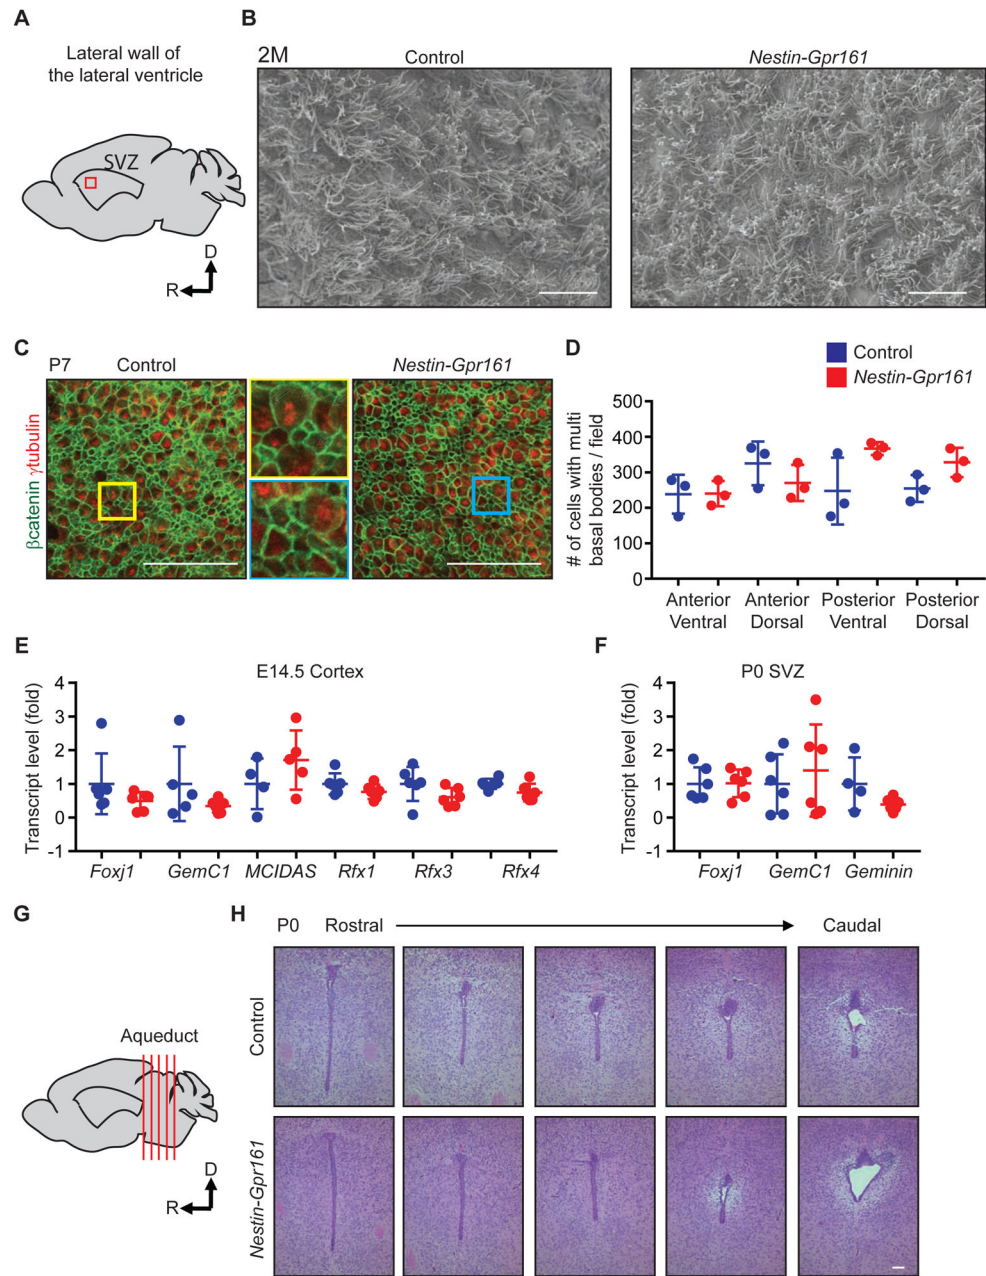 A
Lateral wall of
the lateral ventricle
SVZ
D
R
B
2M
Control
Nestin-Gpr161
C
P7
Control
Nestin-Gpr161
βcatenin γtubulin
D
Control
Nestin-Gpr161
# of cells with multi
basal bodies / field
500
400
300
200
100
0
Anterior
Ventral
Anterior
Dorsal
Posterior
Ventral
Posterior
Dorsal
E
E14.5 Cortex
Transcript level (fold)
4
3
2
1
0
-1
Foxj1
GemC1
MCIDAS
Rfx1
Rfx3
Rfx4
F
P0 SVZ
Transcript level (fold)
4
3
2
1
0
-1
Foxj1
GemC1
Geminin
G
Aqueduct
D
R
H
P0
Rostral
Caudal
Control
Nestin-Gpr161